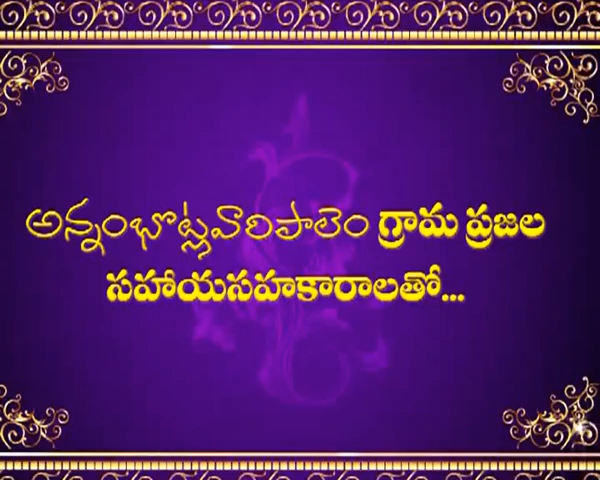 అన్నంభొట్లవారిపాలెం గ్రామ ప్రజల
సహాయసహకారాలతో...